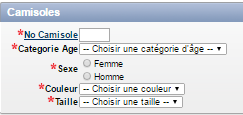 Camisoles
*No Camisole
*Categorie Age -- Choisir une catégorie d'âge --
*Sexe Femme
Homme
*Couleur -- Choisir une couleur --
*Taille -- Choisir une taille --